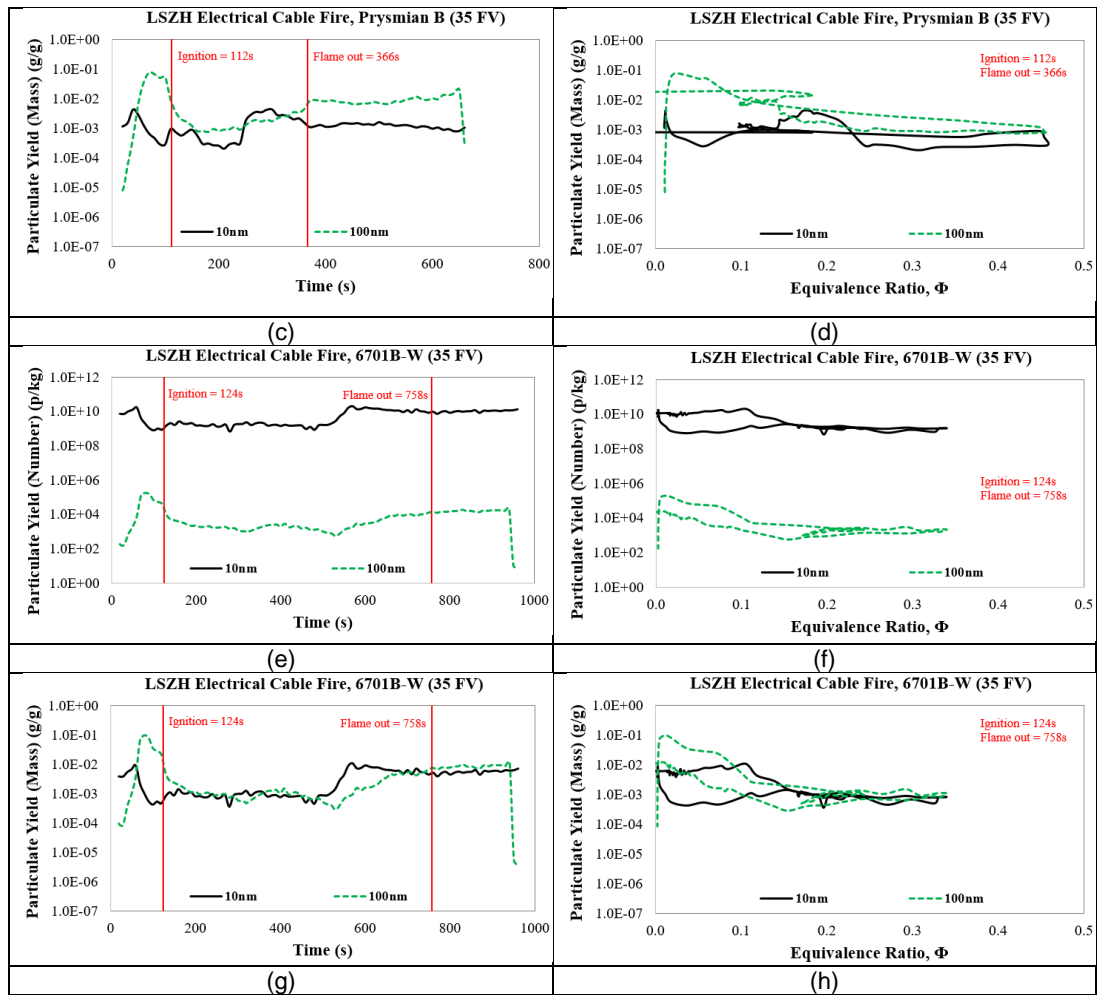 LSZH Electrical Cable Fire, Prysmian B (35 FV)
Particulate Yield (Mass) (g/g)
1.0E+00
1.0E-01
1.0E-02
1.0E-03
1.0E-04
1.0E-05
1.0E-06
1.0E-07
Ignition = 112s
Flame out = 366s
10nm
100nm
0 200 400 600 800
Time (s)
(c)
LSZH Electrical Cable Fire, Prysmian B (35 FV)
Particulate Yield (Mass) (g/g)
1.0E+00
1.0E-01
1.0E-02
1.0E-03
1.0E-04
1.0E-05
1.0E-06
1.0E-07
Ignition = 112s
Flame out = 366s
10nm
100nm
0.0 0.1 0.2 0.3 0.4 0.5
Equivalence Ratio, Φ
(d)
LSZH Electrical Cable Fire, 6701B-W (35 FV)
Particulate Yield (Number) (p/kg)
1.0E+12
1.0E+10
1.0E+08
1.0E+06
1.0E+04
1.0E+02
1.0E+00
Ignition = 124s
Flame out = 758s
10nm
100nm
0 200 400 600 800 1000
Time (s)
(e)
LSZH Electrical Cable Fire, 6701B-W (35 FV)
Particulate Yield (Number) (p/kg)
1.0E+12
1.0E+10
1.0E+08
1.0E+06
1.0E+04
1.0E+02
1.0E+00
Ignition = 124s
Flame out = 758s
10nm
100nm
0.0 0.1 0.2 0.3 0.4 0.5
Equivalence Ratio, Φ
(f)
LSZH Electrical Cable Fire, 6701B-W (35 FV)
Particulate Yield (Mass) (g/g)
1.0E+00
1.0E-01
1.0E-02
1.0E-03
1.0E-04
1.0E-05
1.0E-06
1.0E-07
Ignition = 124s
Flame out = 758s
10nm
100nm
0 200 400 600 800 1000
Time (s)
(g)
LSZH Electrical Cable Fire, 6701B-W (35 FV)
Particulate Yield (Mass) (g/g)
1.0E+00
1.0E-01
1.0E-02
1.0E-03
1.0E-04
1.0E-05
1.0E-06
1.0E-07
Ignition = 124s
Flame out = 758s
10nm
100nm
0.0 0.1 0.2 0.3 0.4 0.5
Equivalence Ratio, Φ
(h)